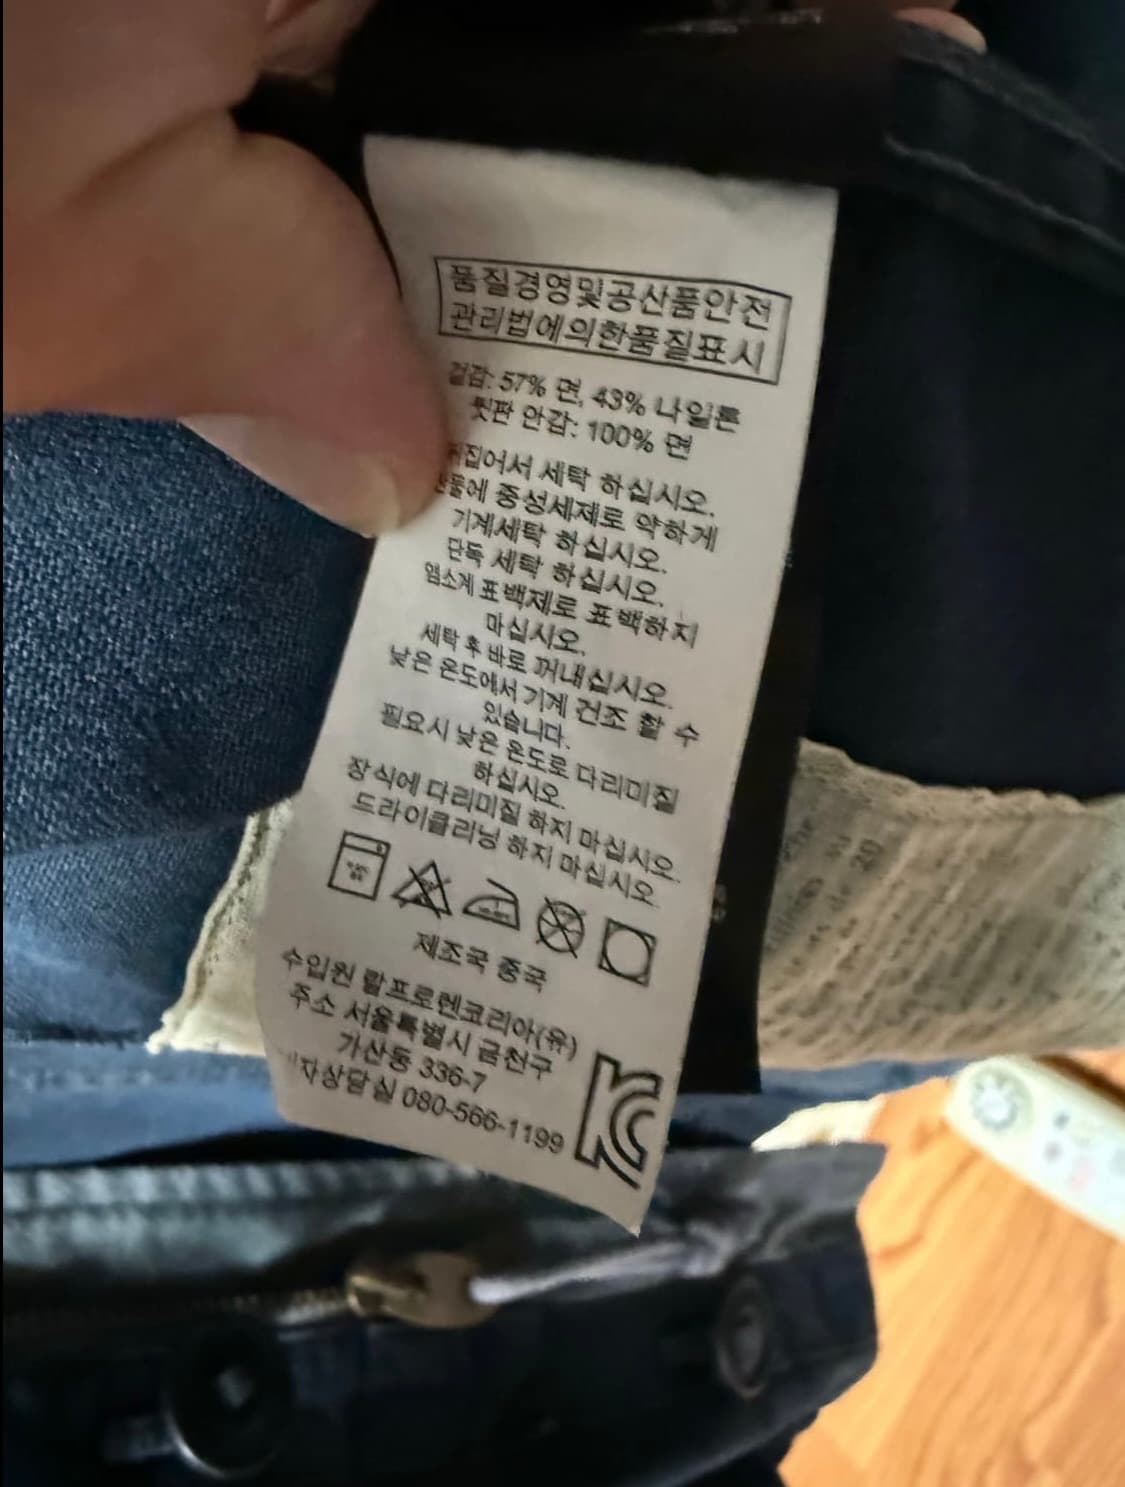 품질경영및공산품안전
관리법에의한품질표시
겉감: 57% 면, 43% 나일론
뒷판 안감: 100% 면
뒤집어서 세탁 하십시오.
찬물에 중성세제로 약하게
기계세탁 하십시오.
단독 세탁 하십시오.
염소계 표백제로 표백하지
마십시오.
세탁 후 바로 꺼내십시오.
낮은 온도에서 기계 건조 할 수
있습니다.
필요시 낮은 온도로 다리미질
하십시오.
장식에 다리미질 하지 마십시오.
드라이클리닝 하지 마십시오.
제조국 중국
수입원 랄프로렌코리아(유)
주소 서울특별시 금천구
가산동 336-7
자상담실 080-566-1199
KC